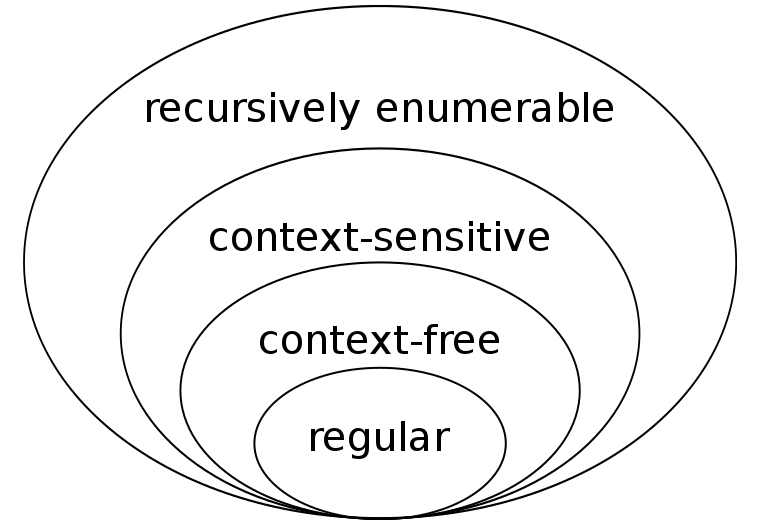 recursively enumerable
context-sensitive
context-free
regular